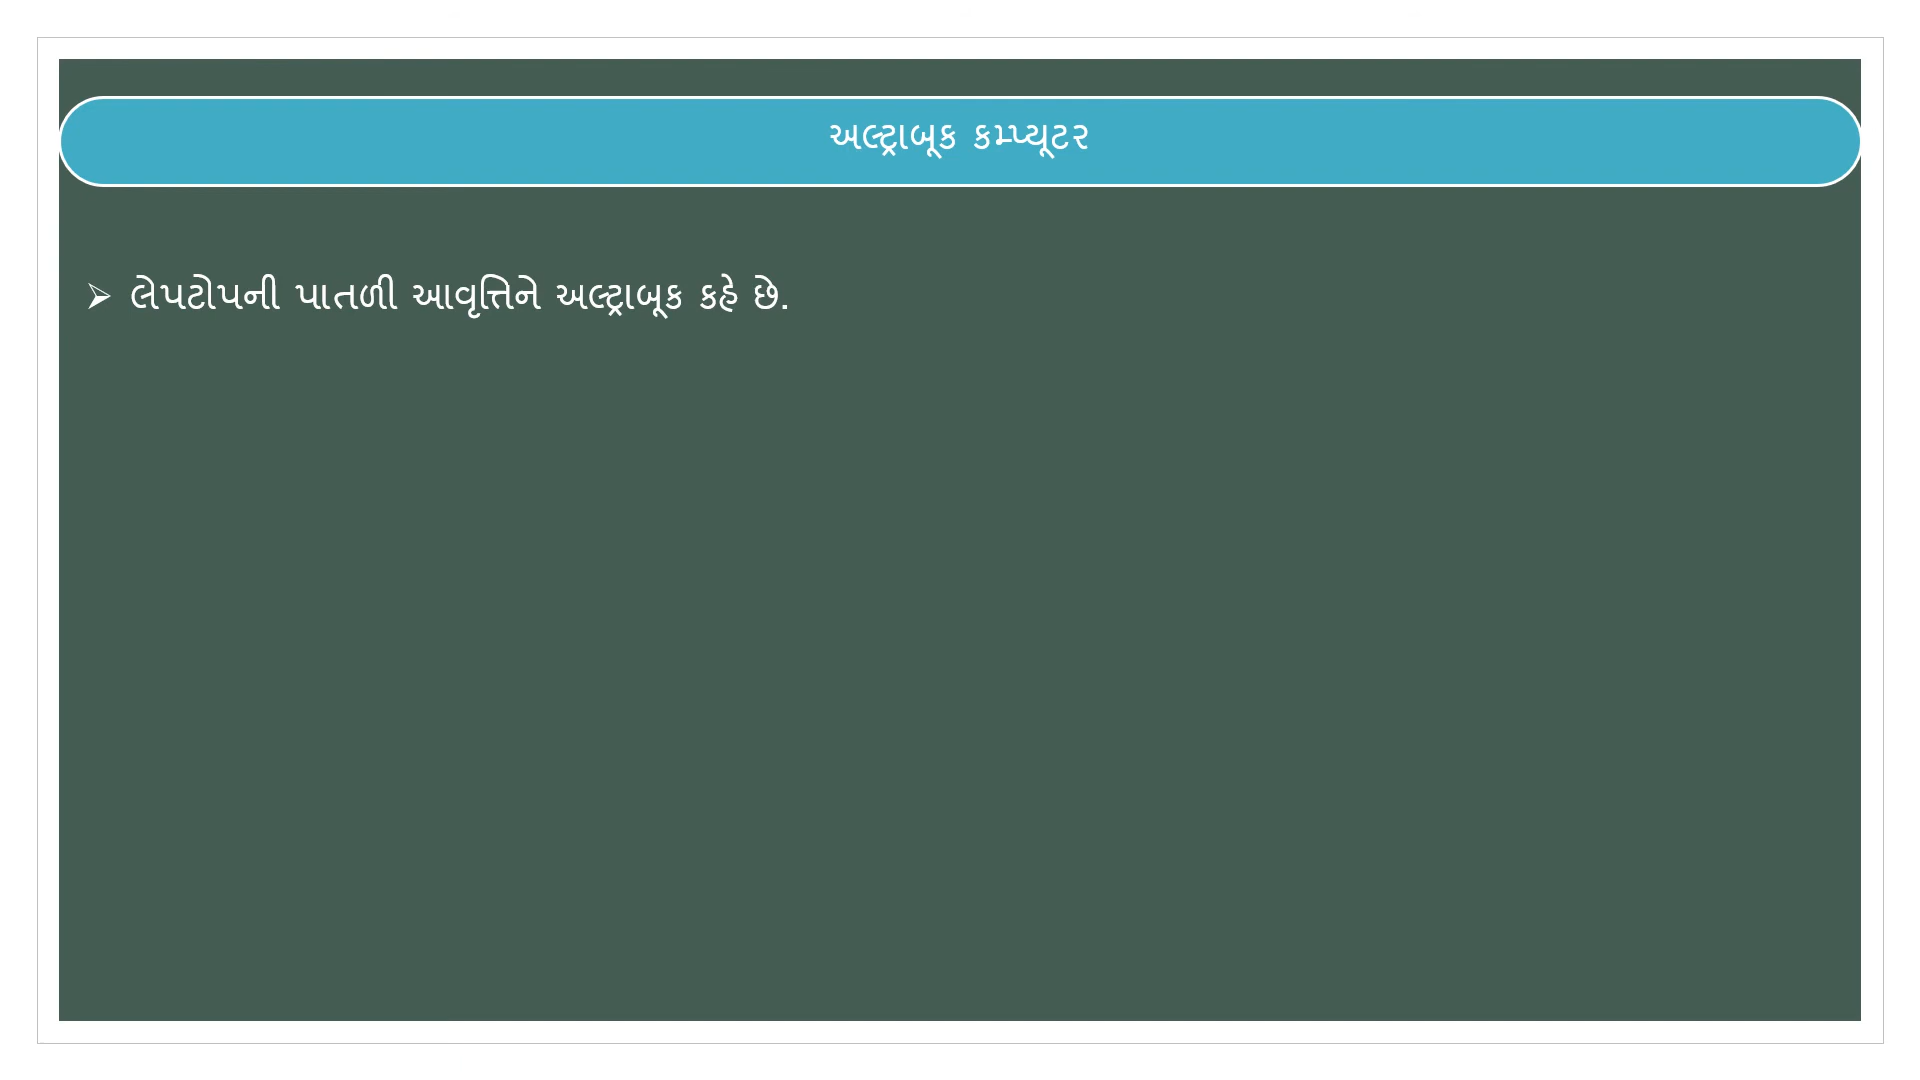 અલ્ટ્રાબૂક કમ્પ્યૂટર
➢ લેપટોપની પાતળી આવૃત્તિને અલ્ટ્રાબૂક કહે છે.